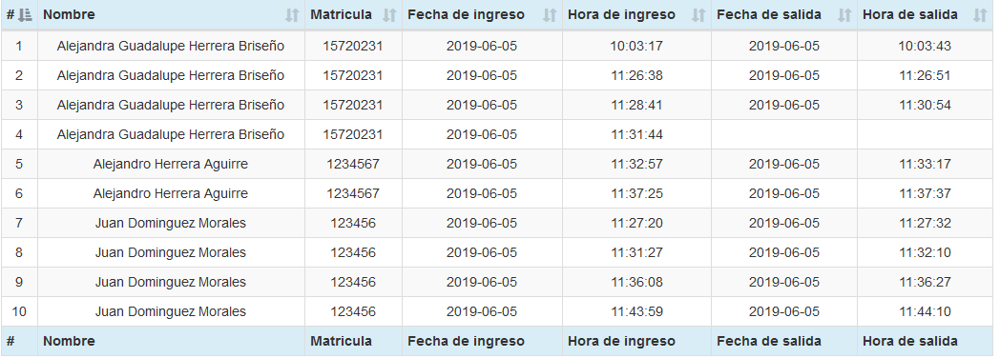 # Nombre Matricula Fecha de ingreso Hora de ingreso Fecha de salida Hora de salida
1 Alejandra Guadalupe Herrera Briseño 15720231 2019-06-05 10:03:17 2019-06-05 10:03:43
2 Alejandra Guadalupe Herrera Briseño 15720231 2019-06-05 11:26:38 2019-06-05 11:26:51
3 Alejandra Guadalupe Herrera Briseño 15720231 2019-06-05 11:28:41 2019-06-05 11:30:54
4 Alejandra Guadalupe Herrera Briseño 15720231 2019-06-05 11:31:44
5 Alejandro Herrera Aguirre 1234567 2019-06-05 11:32:57 2019-06-05 11:33:17
6 Alejandro Herrera Aguirre 1234567 2019-06-05 11:37:25 2019-06-05 11:37:37
7 Juan Dominguez Morales 123456 2019-06-05 11:27:20 2019-06-05 11:27:32
8 Juan Dominguez Morales 123456 2019-06-05 11:31:27 2019-06-05 11:32:10
9 Juan Dominguez Morales 123456 2019-06-05 11:36:08 2019-06-05 11:36:27
10 Juan Dominguez Morales 123456 2019-06-05 11:43:59 2019-06-05 11:44:10
# Nombre Matricula Fecha de ingreso Hora de ingreso Fecha de salida Hora de salida